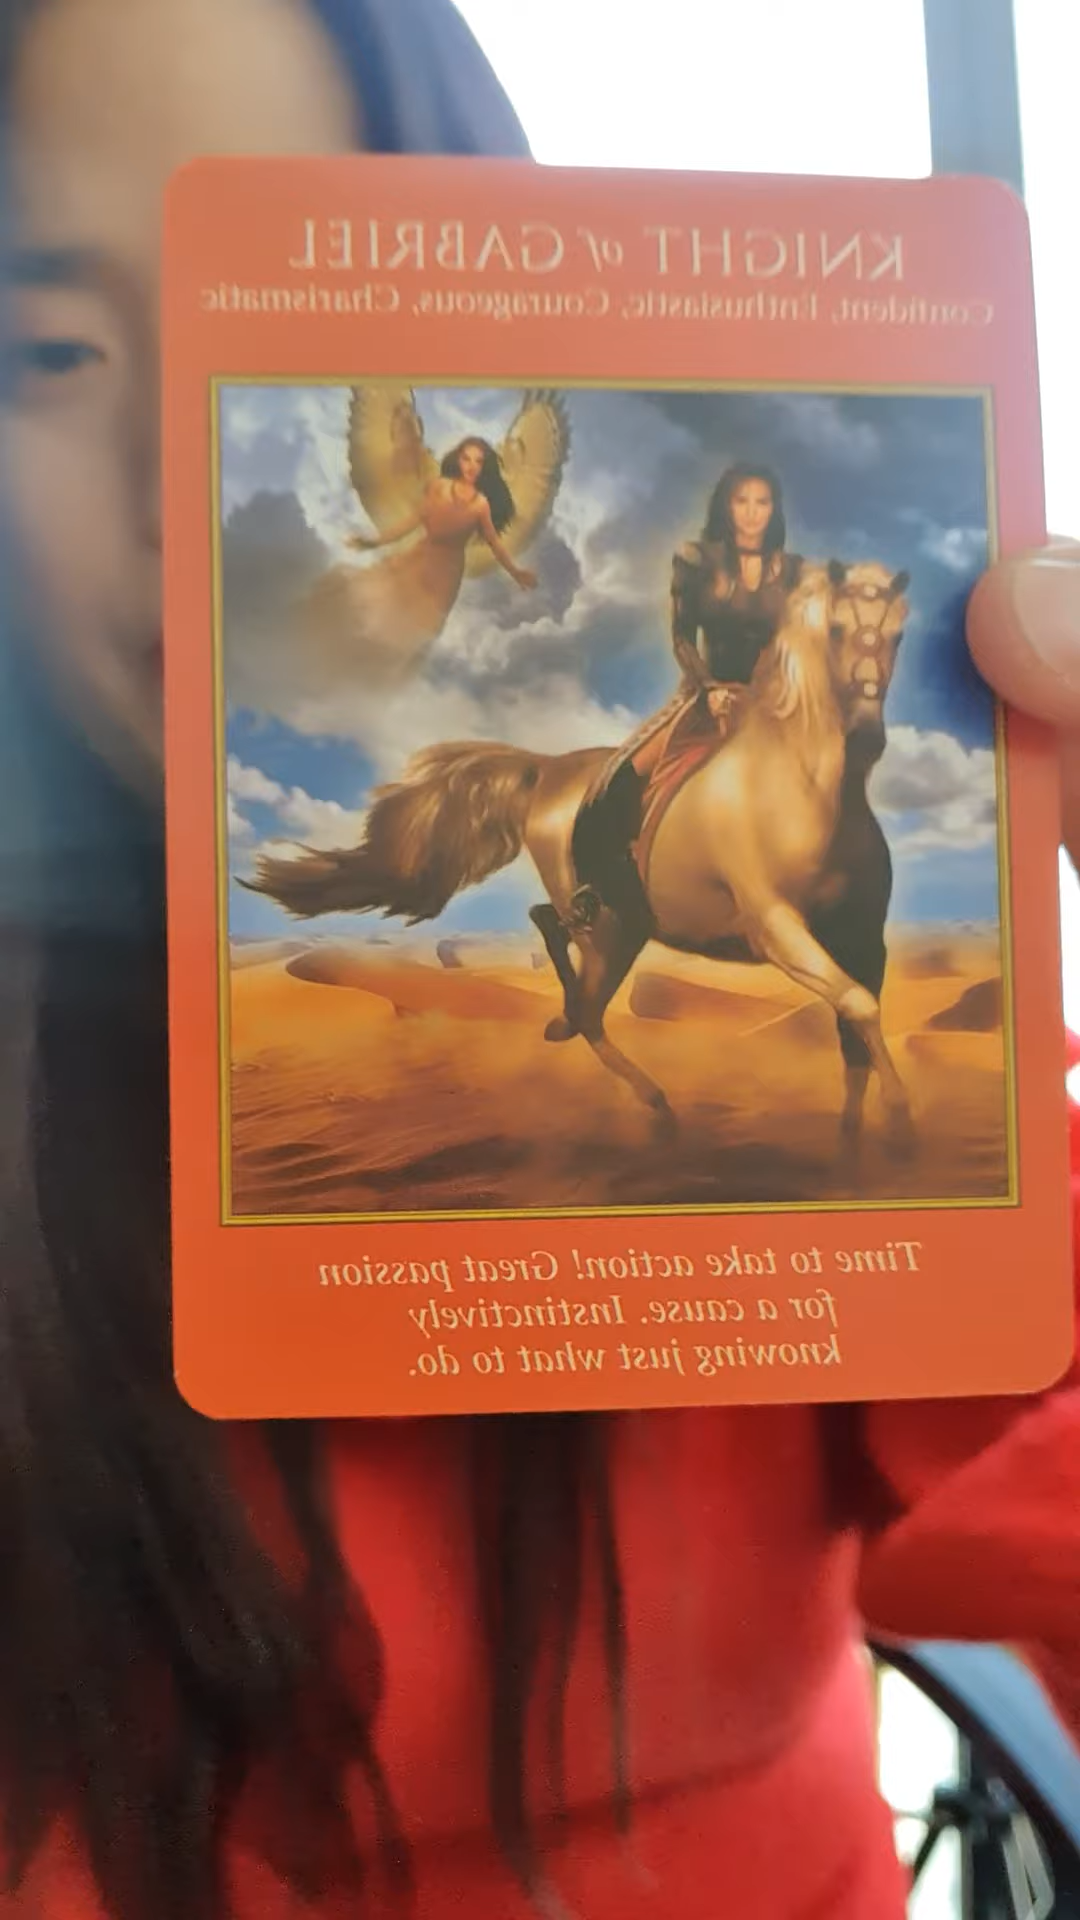 KNIGHT of GABRIEL
Confident, Enthusiastic, Courageous, Charismatic
Time to take action! Great passion
for a cause. Instinctively
knowing just what to do.